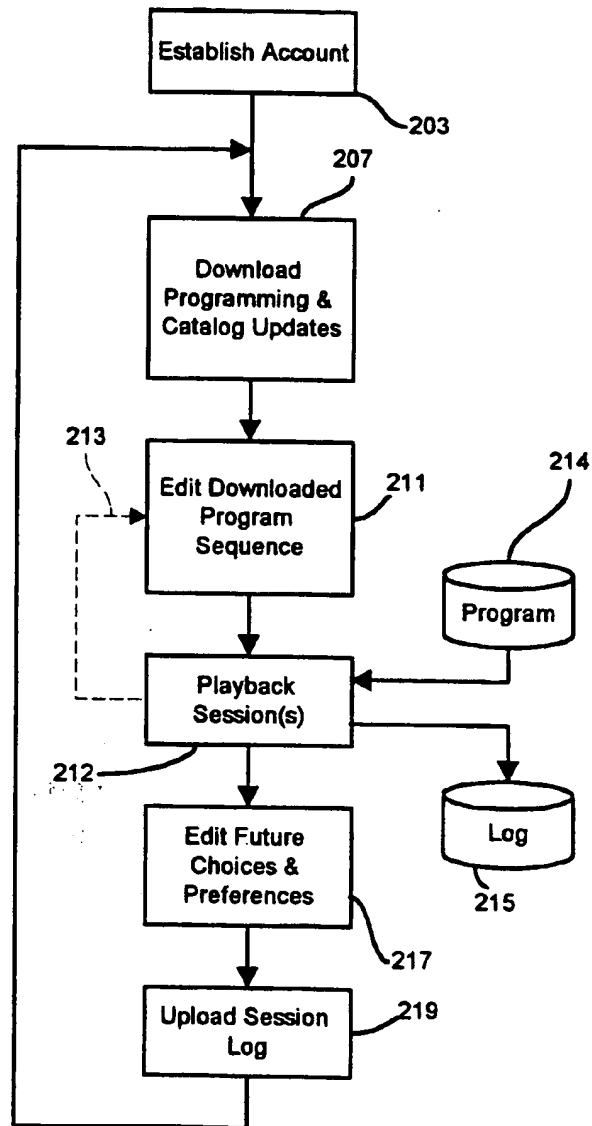 Establish Account
203
207
Download
Programming &
Catalog Updates
213
Edit Downloaded
Program
Sequence
211
214
Program
Playback
Session(s)
212
Log
215
Edit Future
Choices &
Preferences
217
Upload Session
Log
219